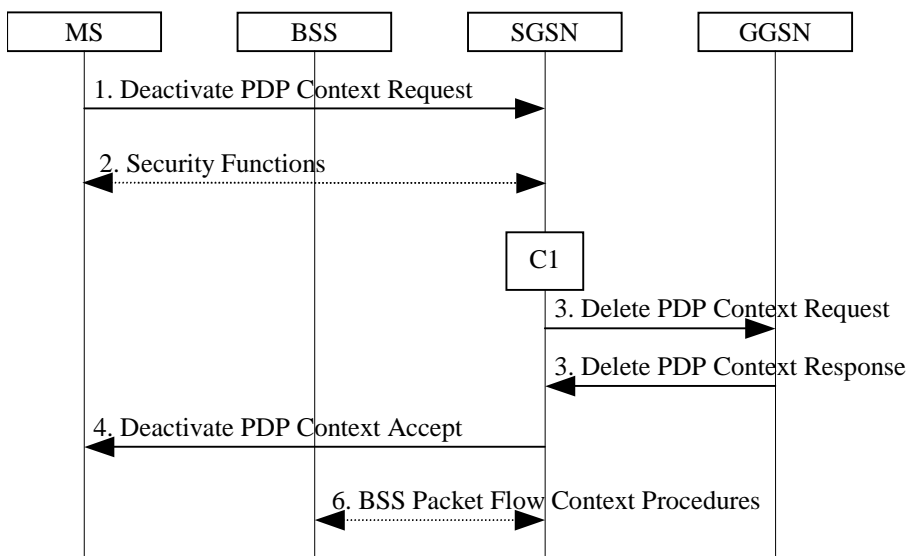 MS
BSS
SGSN
GGSN
1. Deactivate PDP Context Request
2. Security Functions
C1
3. Delete PDP Context Request
3. Delete PDP Context Response
4. Deactivate PDP Context Accept
6. BSS Packet Flow Context Procedures